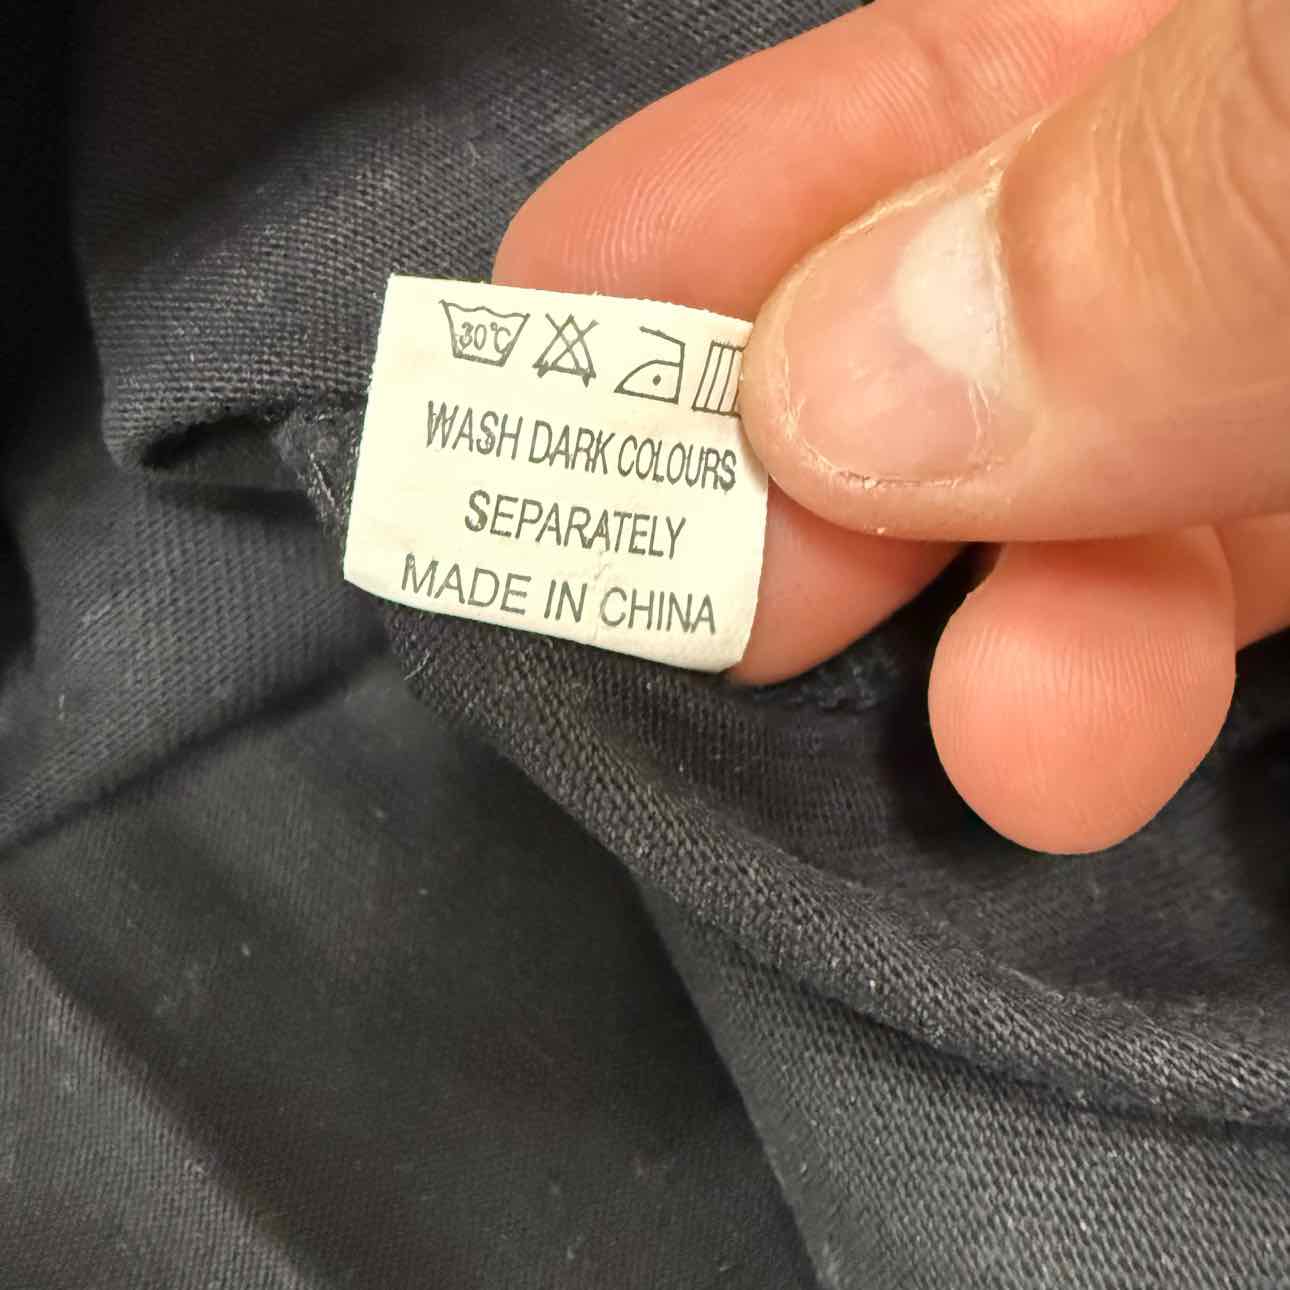 30°C
WASH DARK COLOURS
SEPARATELY
MADE IN CHINA